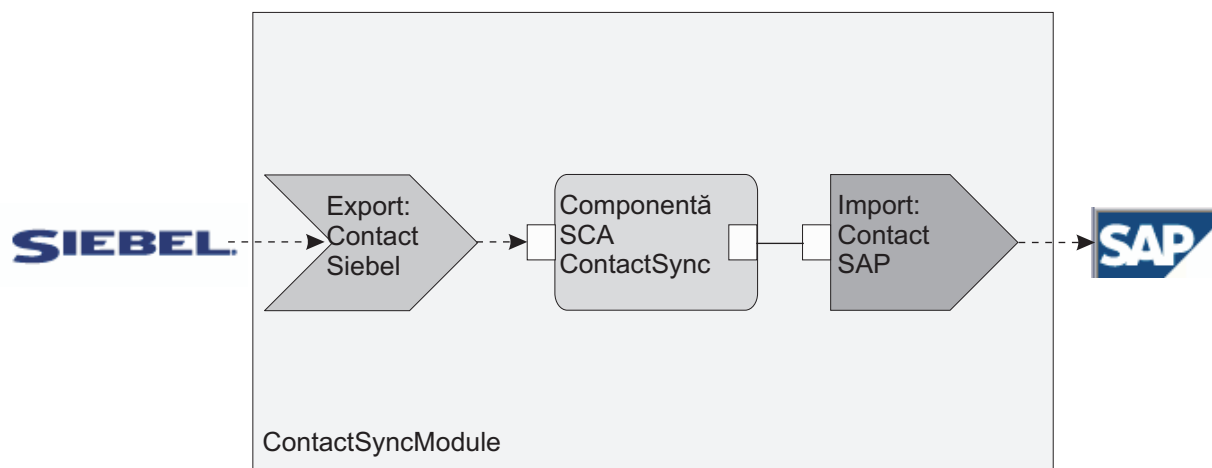 SIEBEL.
Export:
Contact
Siebel
Componentă
SCA
ContactSync
Import:
Contact
SAP
SAP
ContactSyncModule